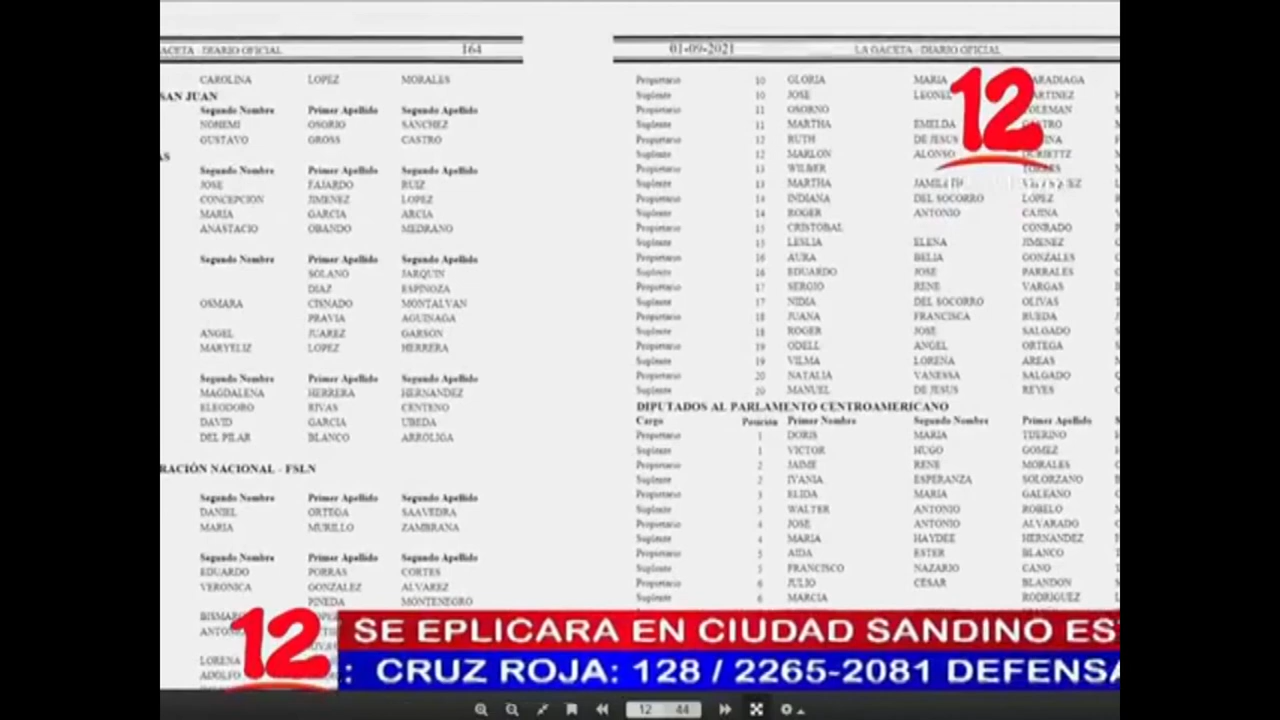 ACETA - DIARIO OFICIAL 164
CAROLINA LOPEZ MORALES
SAN JUAN
Segundo Nombre Primer Apellido Segundo Apellido
NOHEMI OSORIO SANCHEZ
GUSTAVO GROSS CASTRO
AS
Segundo Nombre Primer Apellido Segundo Apellido
JOSE FAJARDO RUIZ
CONCEPCION JIMENEZ LOPEZ
MARIA GARCIA ARCIA
ANASTACIO OBANDO MEDRANO
Segundo Nombre Primer Apellido Segundo Apellido
SOLANO JARQUIN
DIAZ ESPINOZA
OSMARA CISNADO MONTALVAN
PRAVIA AGUINAGA
ANGEL JUAREZ GARSON
MARYELIZ LOPEZ HERRERA
Segundo Nombre Primer Apellido Segundo Apellido
MAGDALENA HERRERA HERNANDEZ
ELEODORO RIVAS CENTENO
DAVID GARCIA UBEDA
DEL PILAR BLANCO ARROLIGA
RACIÓN NACIONAL - FSLN
Segundo Nombre Primer Apellido Segundo Apellido
DANIEL ORTEGA SAAVEDRA
MARIA MURILLO ZAMBRANA
Segundo Nombre Primer Apellido Segundo Apellido
EDUARDO PORRAS CORTES
VERONICA GONZALEZ ALVAREZ
PINEDA MONTENEGRO
BISMAR
ANTONI
LORENA
ADOLFO
01-09-2021 LA GACETA - DIARIO OFICIAL
Propietario 10 GLORIA MARIA ARADIAGA
Suplente 10 JOSE LEONEL MARTINEZ
Propietario 11 OSORNO COLEMAN
Suplente 11 MARTHA EMELDA CASTRO
Propietario 12 RUTH DE JESUS
Suplente 12 MARLON ALONSO
Propietario 13 WILBER TORRES
Suplente 13 MARTHA JAMILETH
Propietario 14 INDIANA DEL SOCORRO LOPEZ
Suplente 14 ROGER ANTONIO CAJINA
Propietario 15 CRISTOBAL CONRADO
Suplente 15 LESLIA ELENA JIMENEZ
Propietario 16 AURA BELIA GONZALES
Suplente 16 EDUARDO JOSE PARRALES
Propietario 17 SERGIO RENE VARGAS
Suplente 17 NIDIA DEL SOCORRO OLIVAS
Propietario 18 JUANA FRANCISCA RUEDA
Suplente 18 ROGER JOSE SALGADO
Propietario 19 ODELL ANGEL ORTEGA
Suplente 19 VILMA LORENA AREAS
Propietario 20 NATALIA VANESSA SALGADO
Suplente 20 MANUEL DE JESUS REYES
DIPUTADOS AL PARLAMENTO CENTROAMERICANO
Cargo Posición Primer Nombre Segundo Nombre Primer Apellido
Propietario 1 DORIS MARIA TIJERINO
Suplente 1 VICTOR HUGO GOMEZ
Propietario 2 JAIME RENE MORALES
Suplente 2 IVANIA ESPERANZA SOLORZANO
Propietario 3 ELIDA MARIA GALEANO
Suplente 3 WALTER ANTONIO ROBELO
Propietario 4 JOSE ANTONIO ALVARADO
Suplente 4 MARIA HAYDEE HERNANDEZ
Propietario 5 AIDA ESTER BLANCO
Suplente 5 FRANCISCO NAZARIO CANO
Propietario 6 JULIO CESAR BLANDON
Suplente 6 MARCIA RODRIGUEZ
12
12
SE EPLICARA EN CIUDAD SANDINO ES
: CRUZ ROJA: 128 / 2265-2081 DEFENSA
12 44